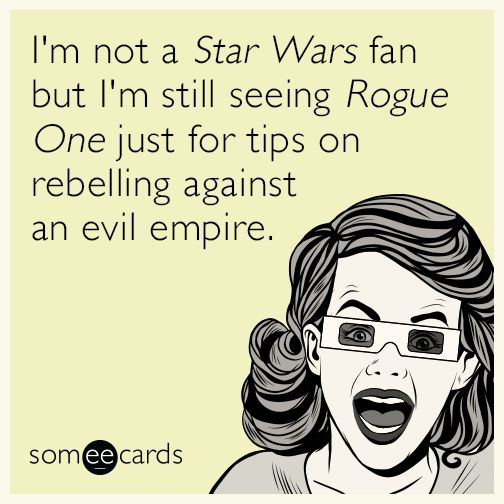 I'm not a Star Wars fan
but I'm still seeing Rogue
One just for tips on
rebelling against
an evil empire.
someecards